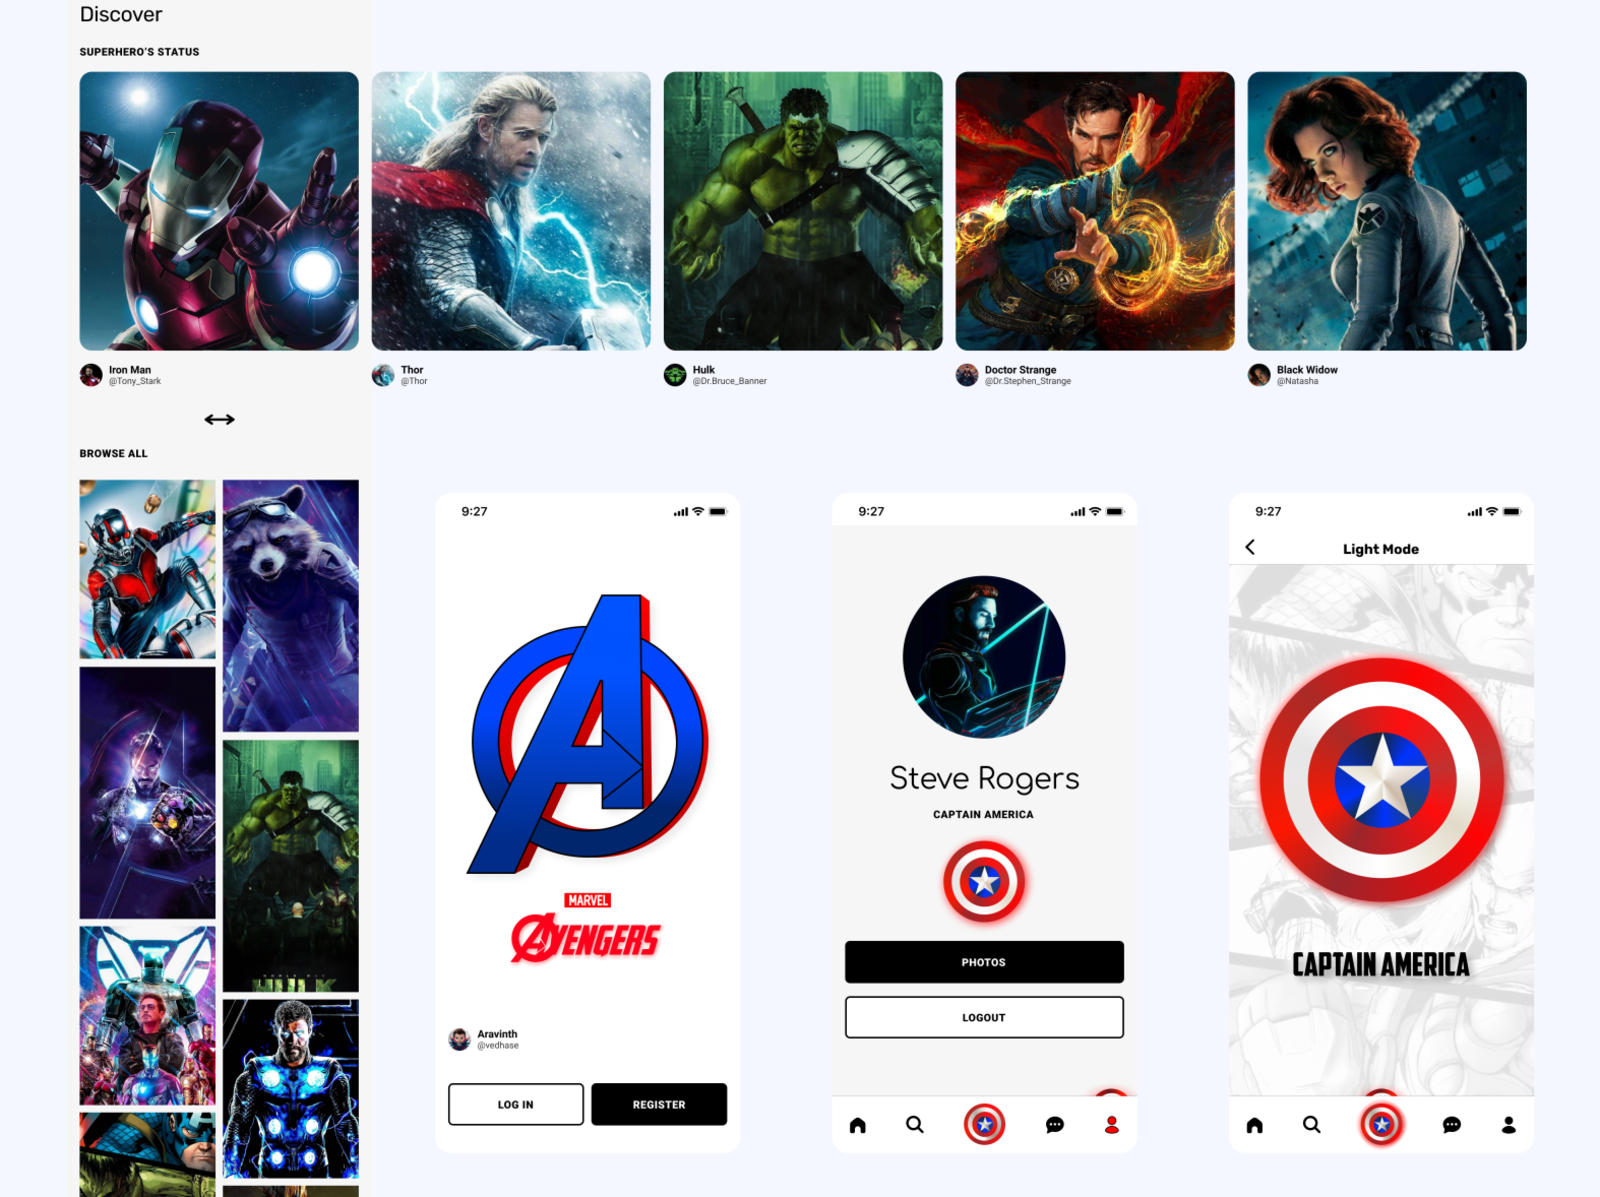 Discover
SUPERHERO'S STATUS
Iron Man
@Tony_Stark
Thor
@Thor
Hulk
@Dr.Bruce_Banner
Doctor Strange
@Dr.Stephen_Strange
Black Widow
@Natasha
BROWSE ALL
HULK
9:27
MARVEL
AVENGERS
Aravinth
@vedhase
LOG IN
REGISTER
9:27
Steve Rogers
CAPTAIN AMERICA
PHOTOS
LOGOUT
9:27
Light Mode
CAPTAIN AMERICA